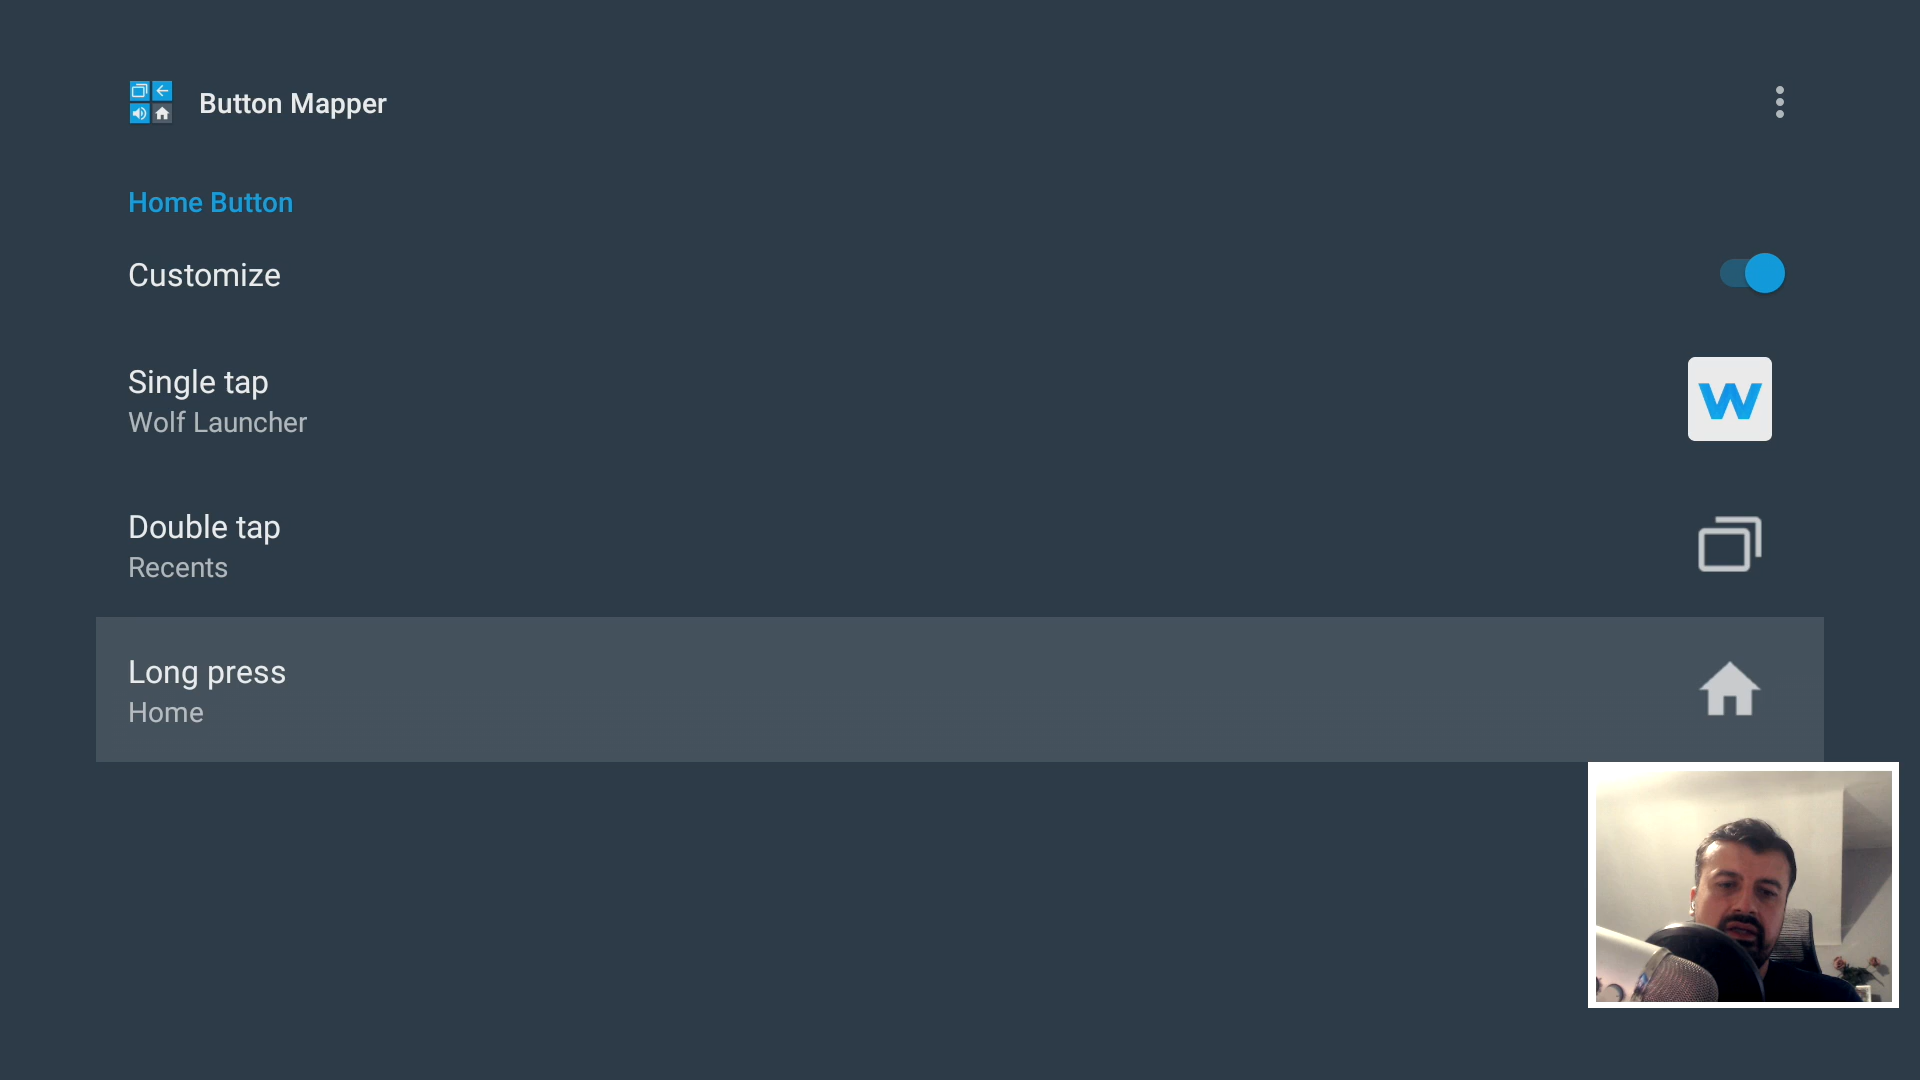 Button Mapper
Home Button
Customize
Single tap
Wolf Launcher
W
Double tap
Recents
Long press
Home